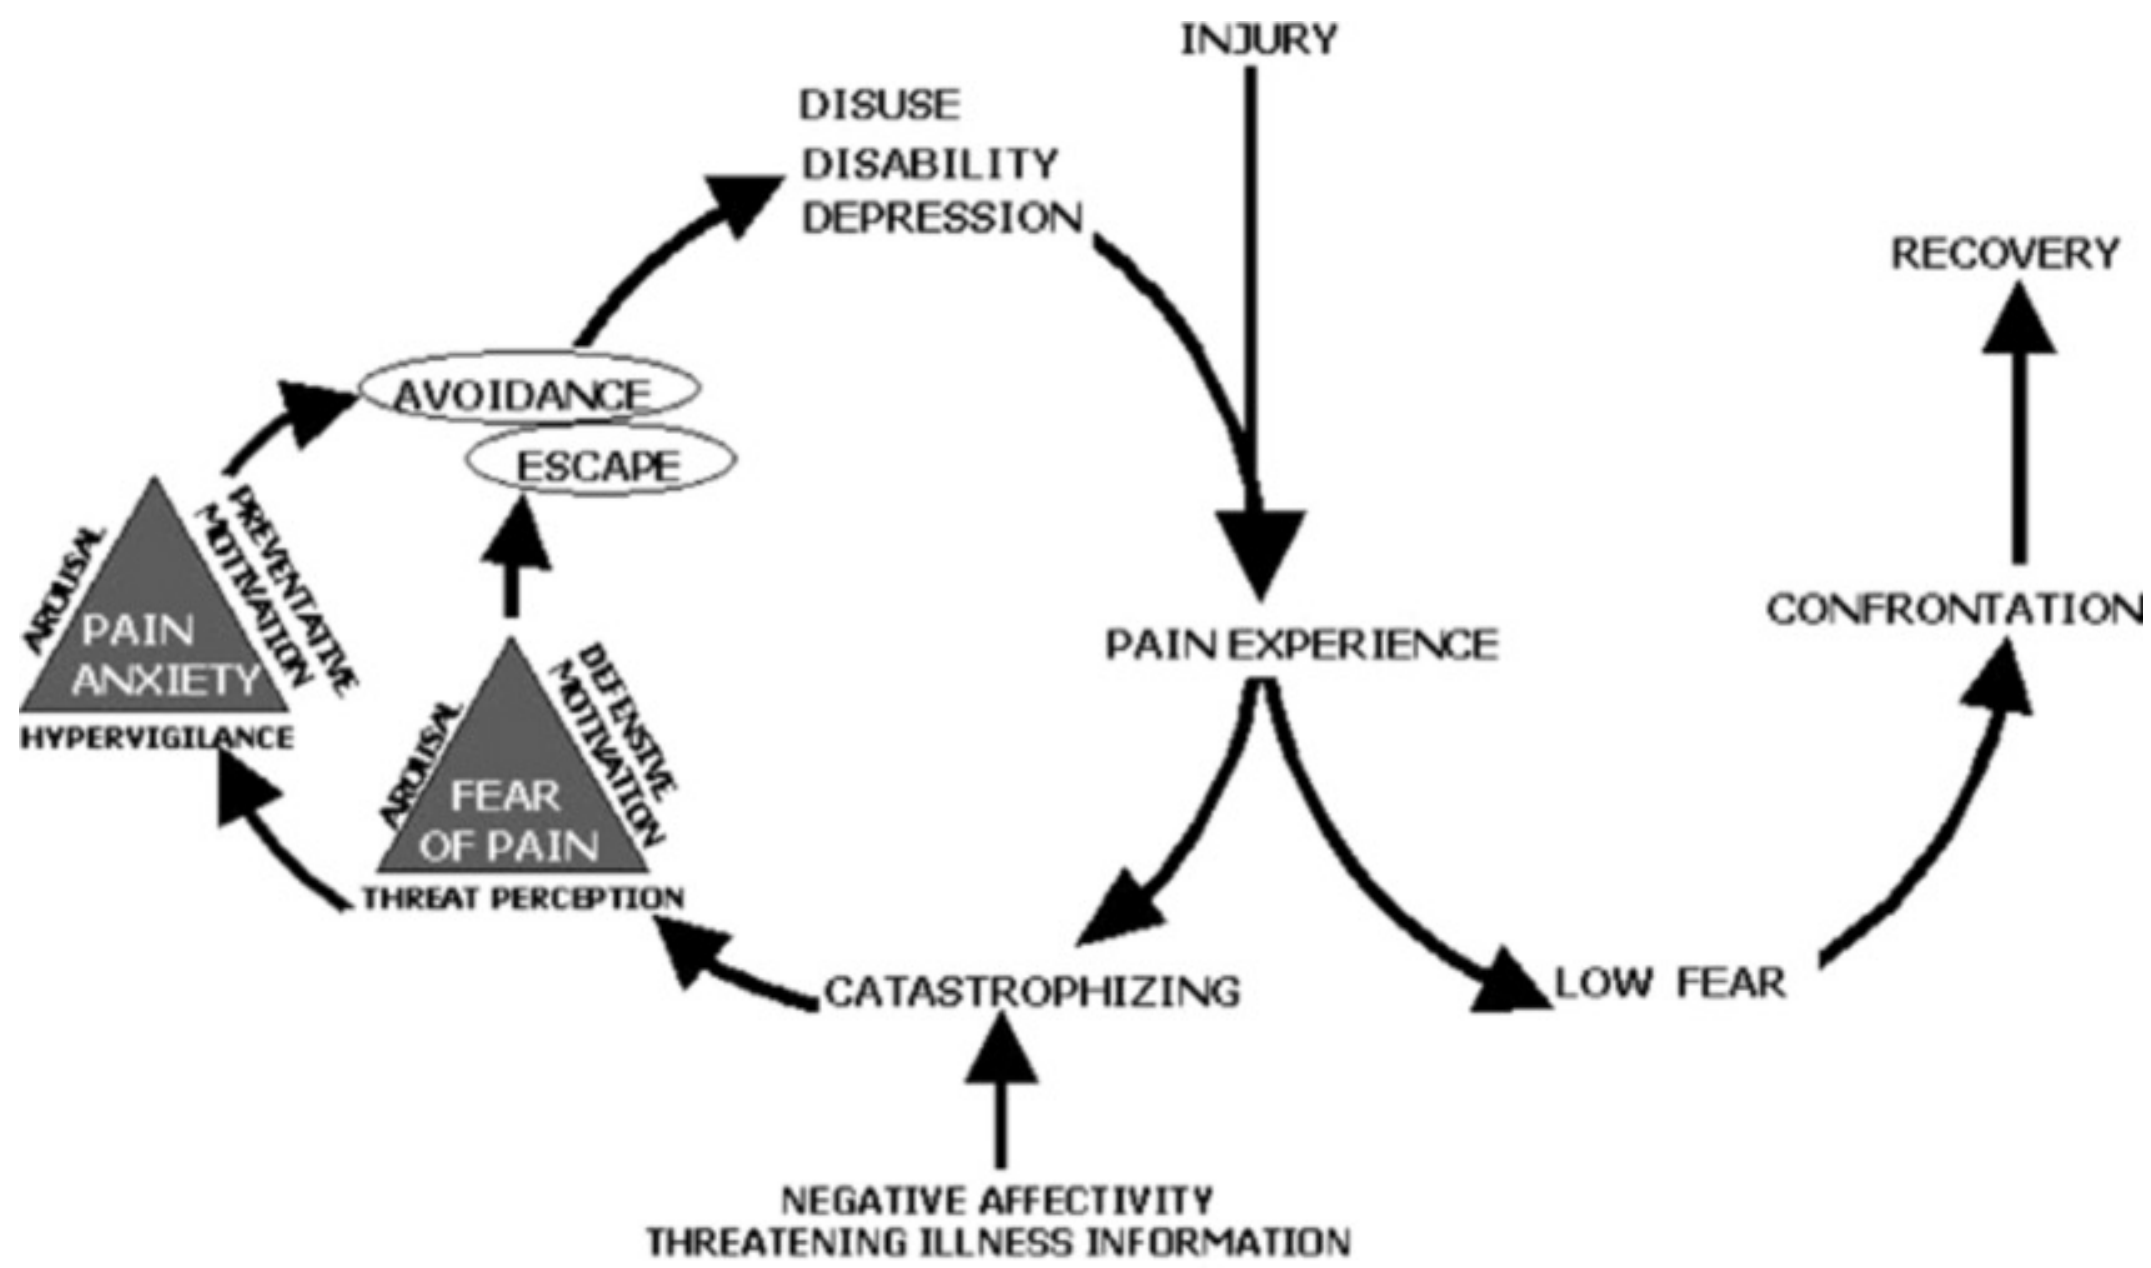 INJURY
DISUSE
DISABILITY
DEPRESSION
RECOVERY
AVOIDANCE
ESCAPE
AROUSAL
PREVENTATIVE
MOTIVATION
PAIN
ANXIETY
HYPERVIGILANCE
PAIN EXPERIENCE
CONFRONTATION
AROUSAL
DEFENSIVE
MOTIVATION
FEAR
OF PAIN
THREAT PERCEPTION
CATASTROPHIZING
LOW FEAR
NEGATIVE AFFECTIVITY
THREATENING ILLNESS INFORMATION